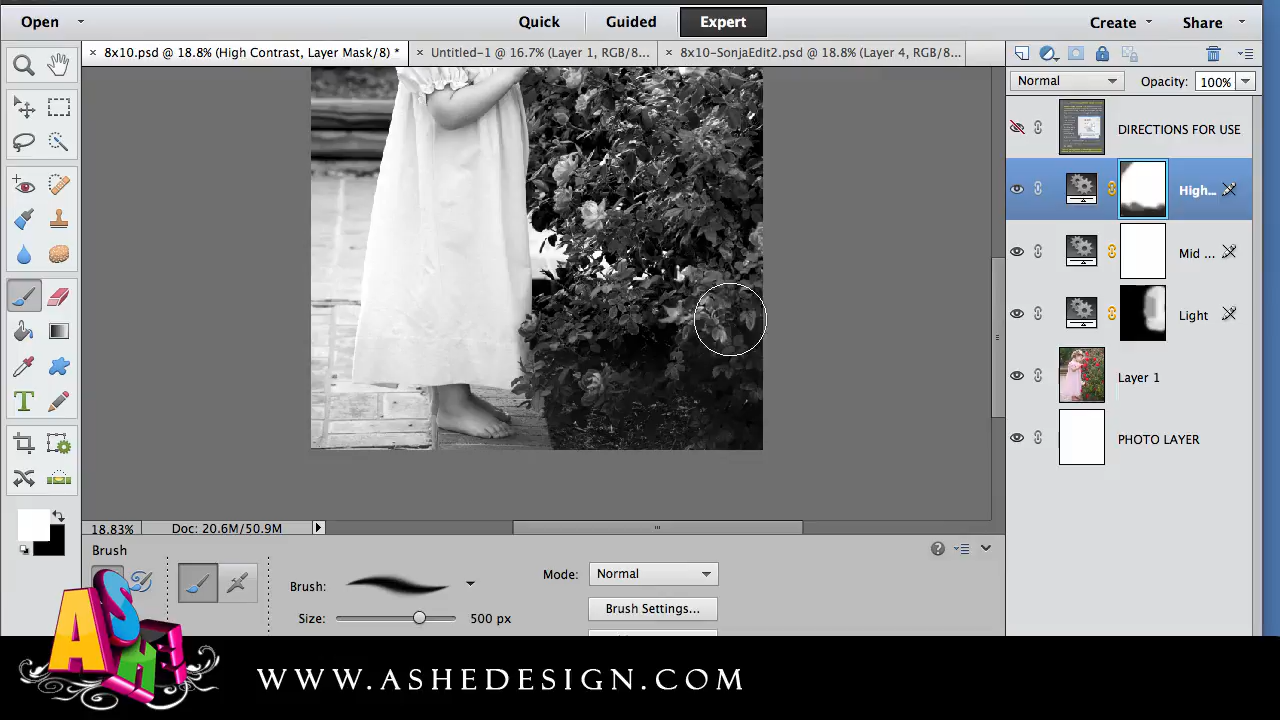 Open
Quick
Guided
Expert
Create
Share
× 8x10.psd @ 18.8% (High Contrast, Layer Mask/8) *
× Untitled-1 @ 16.7% (Layer 1, RGB/8...
× 8x10-SonjaEdit2.psd @ 18.8% (Layer 4, RGB/8...
Normal
Opacity: 100%
DIRECTIONS FOR USE
High...
Mid ...
Light
Layer 1
PHOTO LAYER
18.83%
Doc: 20.6M/50.9M
Brush
Brush:
Size:
500 px
Mode:
Normal
Brush Settings...
ASHE
WWW.ASHEDESIGN.COM